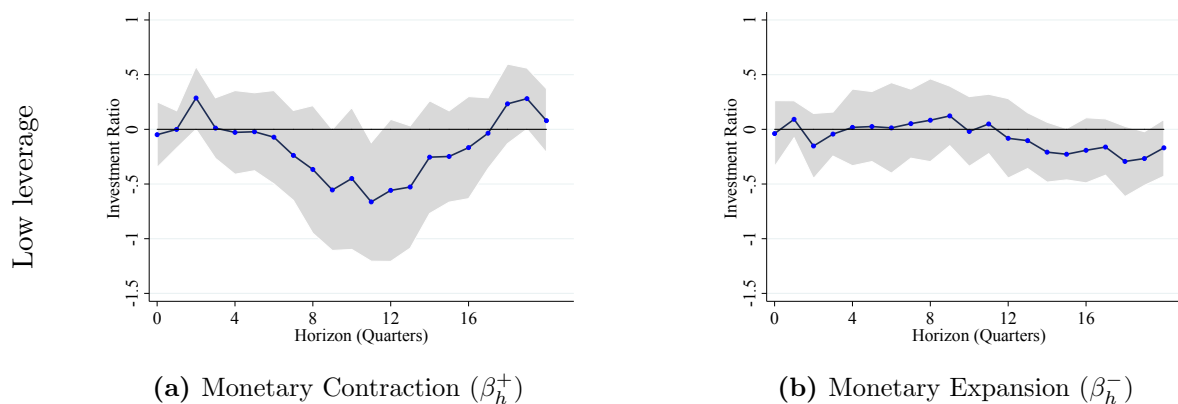 Low leverage
Investment Ratio
1
.5
0
-.5
-1
-1.5
0 4 8 12 16
Horizon (Quarters)
(a) Monetary Contraction (β_h^+)
Investment Ratio
1
.5
0
-.5
-1
-1.5
0 4 8 12 16
Horizon (Quarters)
(b) Monetary Expansion (β_h^-)